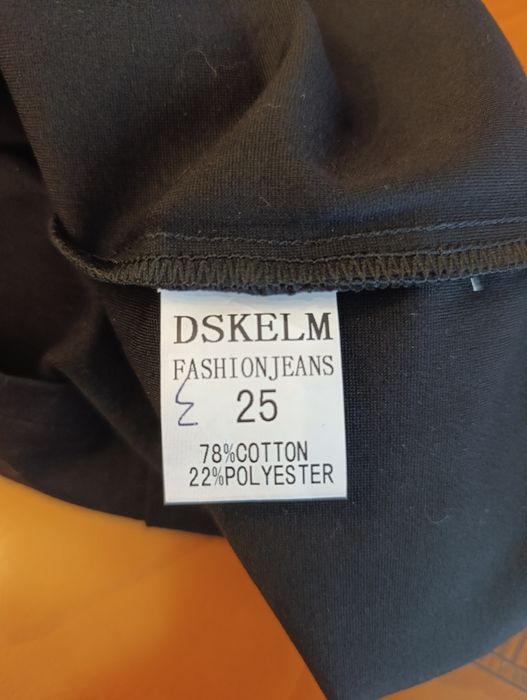 DSKELM
FASHIONJEANS
25
78%COTTON
22%POLYESTER